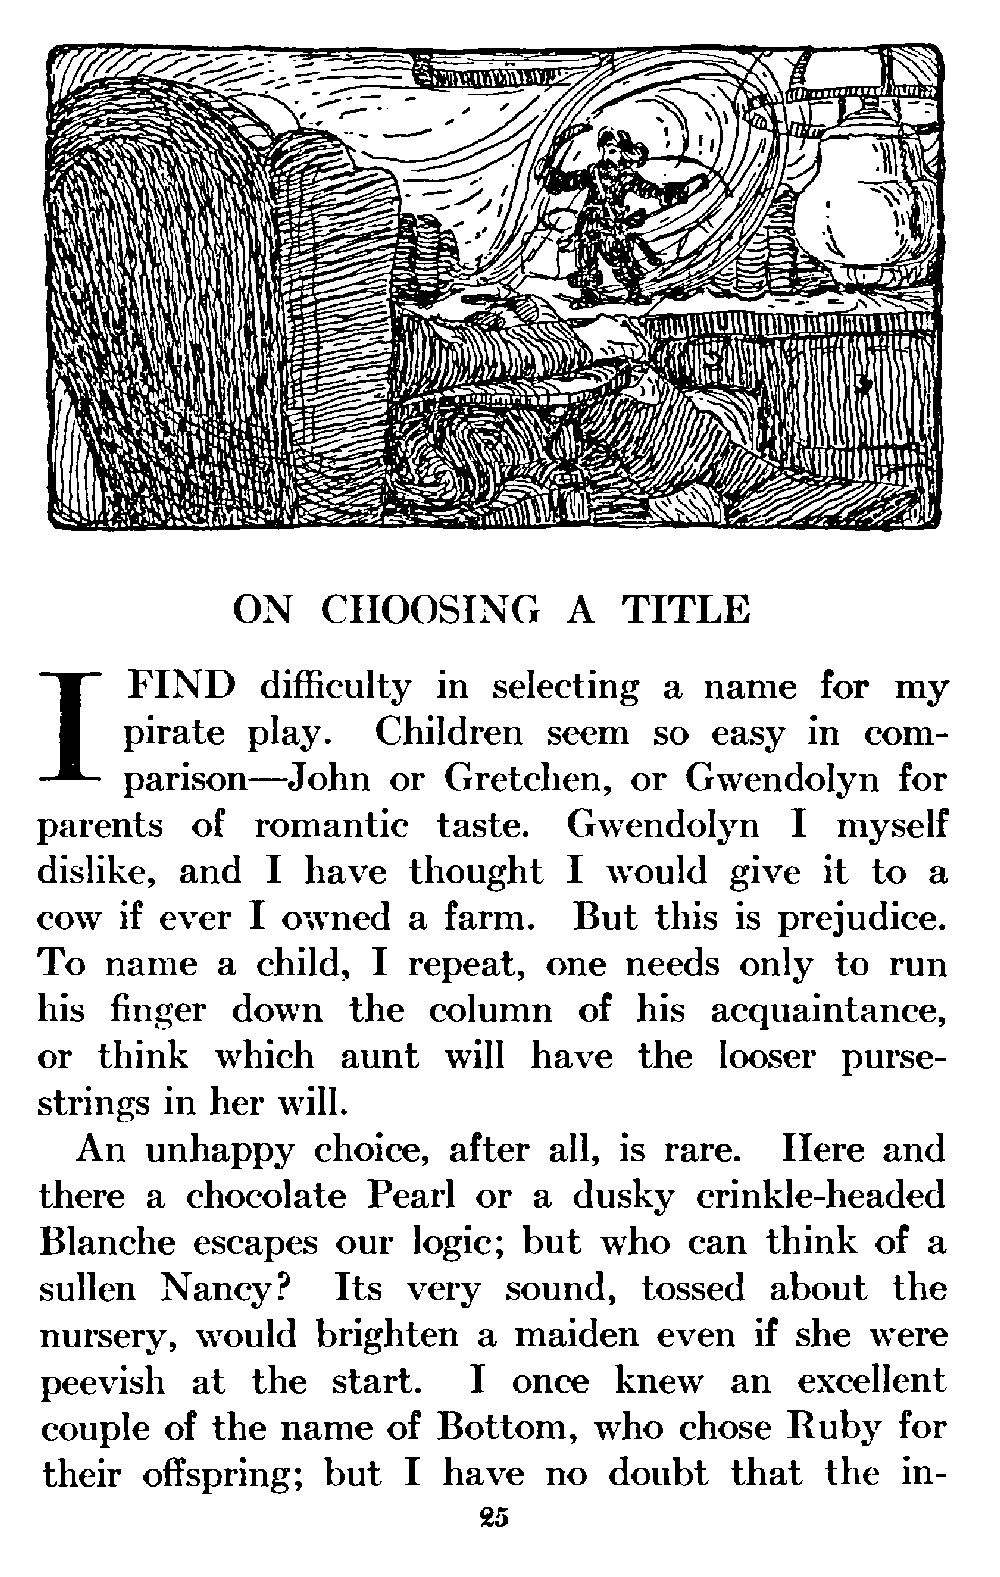 ON CHOOSING A TITLE
I FIND difficulty in selecting a name for my
pirate play. Children seem so easy in com-
parison—John or Gretchen, or Gwendolyn for
parents of romantic taste. Gwendolyn I myself
dislike, and I have thought I would give it to a
cow if ever I owned a farm. But this is prejudice.
To name a child, I repeat, one needs only to run
his finger down the column of his acquaintance,
or think which aunt will have the looser purse-
strings in her will.
An unhappy choice, after all, is rare. Here and
there a chocolate Pearl or a dusky crinkle-headed
Blanche escapes our logic; but who can think of a
sullen Nancy? Its very sound, tossed about the
nursery, would brighten a maiden even if she were
peevish at the start. I once knew an excellent
couple of the name of Bottom, who chose Ruby for
their offspring; but I have no doubt that the in-
25